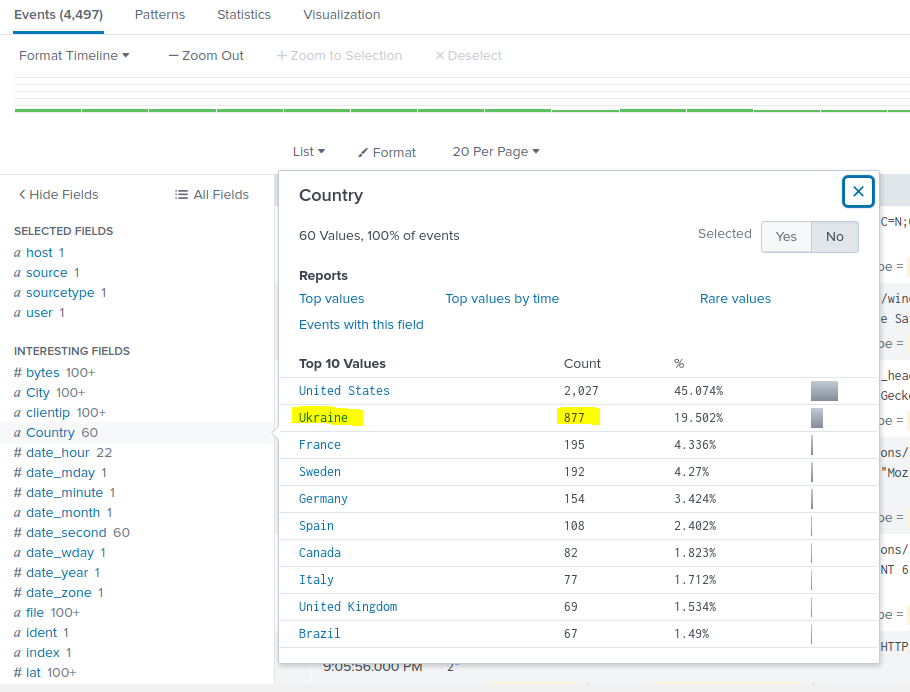 Events (4,497) Patterns Statistics Visualization
Format Timeline — Zoom Out + Zoom to Selection × Deselect
List Format 20 Per Page
Hide Fields All Fields
SELECTED FIELDS
a host 1
a source 1
a sourcetype 1
a user 1
INTERESTING FIELDS
# bytes 100+
a City 100+
a clientip 100+
a Country 60
# date_hour 22
# date_mday 1
# date_minute 1
a date_month 1
# date_second 60
a date_wday 1
# date_year 1
# date_zone 1
a file 100+
a ident 1
a index 1
# lat 100+
Country
60 Values, 100% of events Selected Yes No
Reports
Top values Top values by time Rare values
Events with this field
Top 10 Values Count %
United States 2,027 45.074%
Ukraine 877 19.502%
France 195 4.336%
Sweden 192 4.27%
Germany 154 3.424%
Spain 108 2.402%
Canada 82 1.823%
Italy 77 1.712%
United Kingdom 69 1.534%
Brazil 67 1.49%
9:05:56.000 PM
C=N;
pe =
/win
e Sa
pe =
_hea
Geck
pe =
ons/
"Moz
pe =
ons/
NT 6
pe =
HTTP